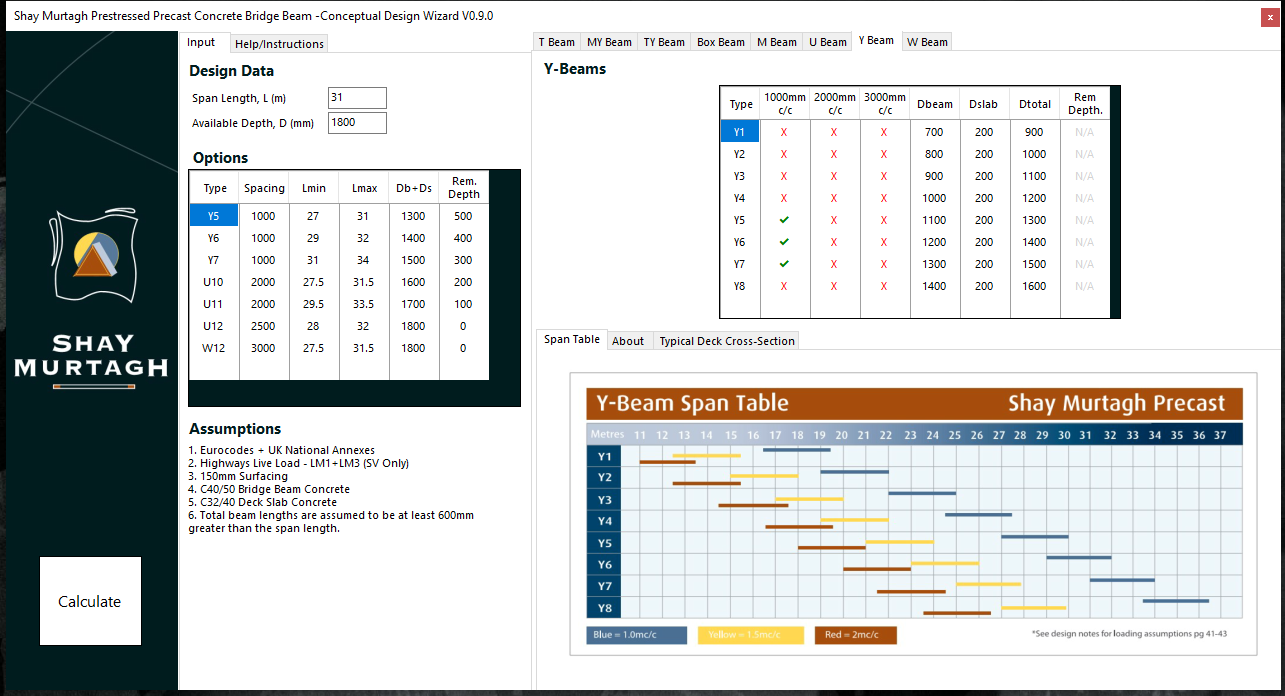 Shay Murtagh Prestressed Precast Concrete Bridge Beam -Conceptual Design Wizard V0.9.0
x
SHAY
MURTAGH
Calculate
Input Help/Instructions
Design Data
Span Length, L (m) 31
Available Depth, D (mm) 1800
Options
Type Spacing Lmin Lmax Db+Ds Rem. Depth
Y5 1000 27 31 1300 500
Y6 1000 29 32 1400 400
Y7 1000 31 34 1500 300
U10 2000 27.5 31.5 1600 200
U11 2000 29.5 33.5 1700 100
U12 2500 28 32 1800 0
W12 3000 27.5 31.5 1800 0
Assumptions
1. Eurocodes + UK National Annexes
2. Highways Live Load - LM1+LM3 (SV Only)
3. 150mm Surfacing
4. C40/50 Bridge Beam Concrete
5. C32/40 Deck Slab Concrete
6. Total beam lengths are assumed to be at least 600mm
greater than the span length.
T Beam MY Beam TY Beam Box Beam M Beam U Beam Y Beam W Beam
Y-Beams
Type 1000mm c/c 2000mm c/c 3000mm c/c Dbeam Dslab Dtotal Rem Depth.
Y1 X X X 700 200 900 N/A
Y2 X X X 800 200 1000 N/A
Y3 X X X 900 200 1100 N/A
Y4 X X X 1000 200 1200 N/A
Y5 ✓ X X 1100 200 1300 N/A
Y6 ✓ X X 1200 200 1400 N/A
Y7 ✓ X X 1300 200 1500 N/A
Y8 X X X 1400 200 1600 N/A
Span Table About Typical Deck Cross-Section
Y-Beam Span Table Shay Murtagh Precast
Metres 11 12 13 14 15 16 17 18 19 20 21 22 23 24 25 26 27 28 29 30 31 32 33 34 35 36 37
Y1
Y2
Y3
Y4
Y5
Y6
Y7
Y8
Blue = 1.0mc/c Yellow = 1.5mc/c Red = 2mc/c *See design notes for loading assumptions pg 41-43